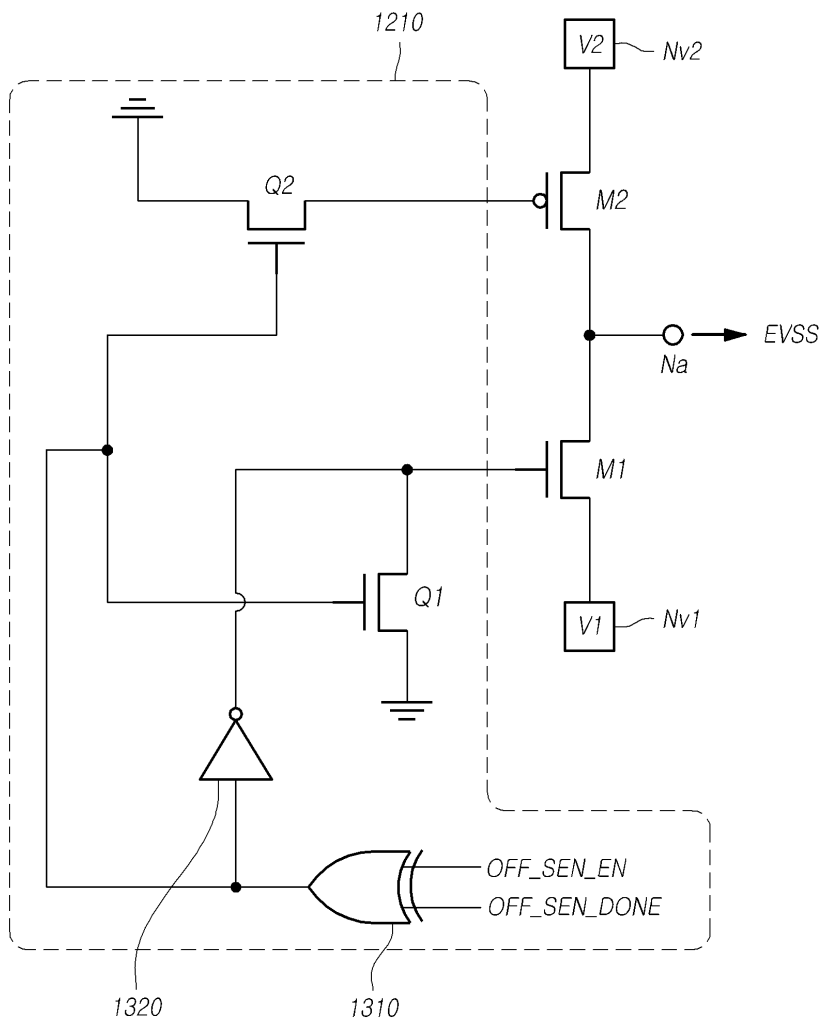 1210
V2
Nv2
Q2
M2
EVSS
Na
M1
Q1
V1
Nv1
OFF_SEN_EN
OFF_SEN_DONE
1320
1310